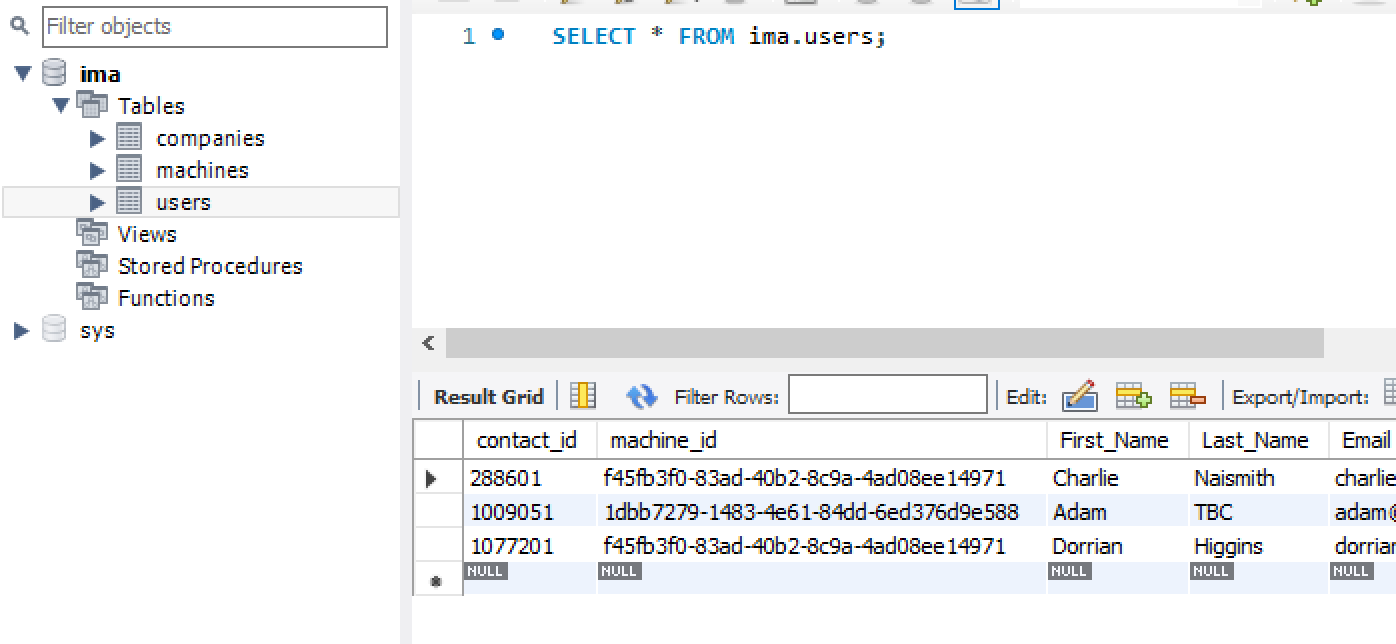 Filter objects
ima
Tables
companies
machines
users
Views
Stored Procedures
Functions
sys
1 SELECT * FROM ima.users;
Result Grid Filter Rows: Edit: Export/Import:
contact_id machine_id First_Name Last_Name Email
288601 f45fb3f0-83ad-40b2-8c9a-4ad08ee14971 Charlie Naismith charlie
1009051 1dbb7279-1483-4e61-84dd-6ed376d9e588 Adam TBC adam@
1077201 f45fb3f0-83ad-40b2-8c9a-4ad08ee14971 Dorrian Higgins dorriar
NULL NULL NULL NULL NULL